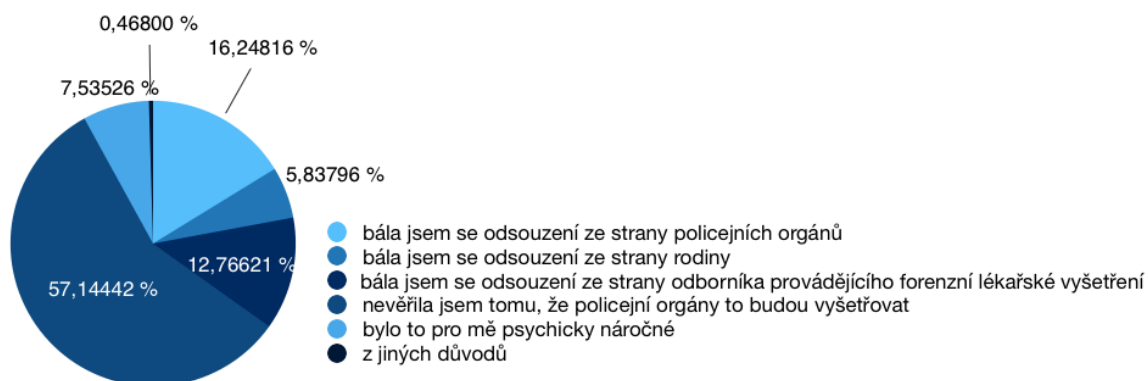 0,46800 %
16,24816 %
7,53526 %
5,83796 %
12,76621 %
57,14442 %
bála jsem se odsouzení ze strany policejních orgánů
bála jsem se odsouzení ze strany rodiny
bála jsem se odsouzení ze strany odborníka provádějícího forenzní lékařské vyšetření
nevěřila jsem tomu, že policejní orgány to budou vyšetřovat
bylo to pro mě psychicky náročné
z jiných důvodů